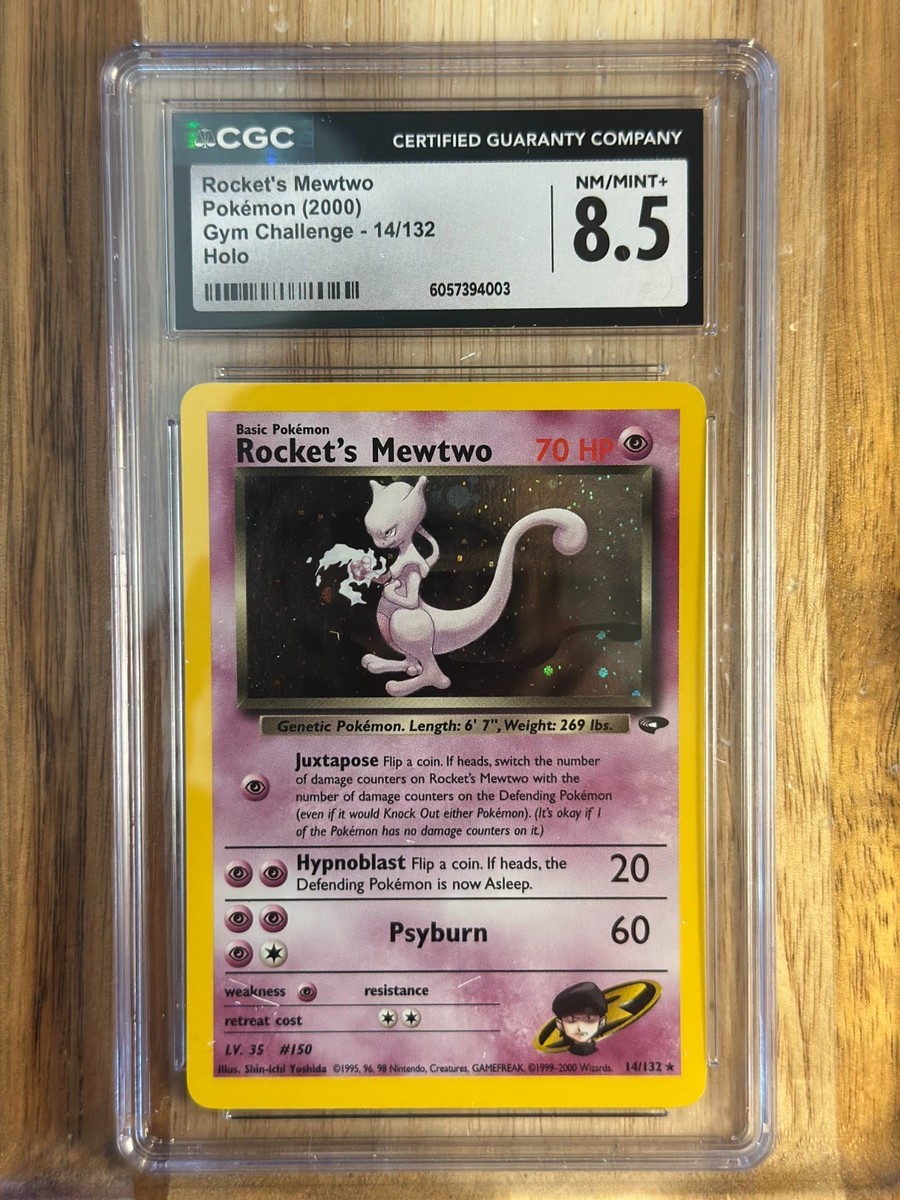 CGC
CERTIFIED GUARANTY COMPANY
Rocket's Mewtwo
Pokémon (2000)
Gym Challenge - 14/132
Holo
NM/MINT+
8.5
6057394003
Basic Pokémon
Rocket's Mewtwo 70 HP
Genetic Pokémon. Length: 6' 7", Weight: 269 lbs.
Juxtapose Flip a coin. If heads, switch the number
of damage counters on Rocket's Mewtwo with the
number of damage counters on the Defending Pokémon
(even if it would Knock Out either Pokémon). (It's okay if 1
of the Pokémon has no damage counters on it.)
Hypnoblast Flip a coin. If heads, the 20
Defending Pokémon is now Asleep.
Psyburn 60
weakness resistance
retreat cost
LV. 35 #150
Illus. Shin-ichi Yoshida ©1995, 96, 98 Nintendo, Creatures, GAMEFREAK. ©1999-2000 Wizards. 14/132 ★